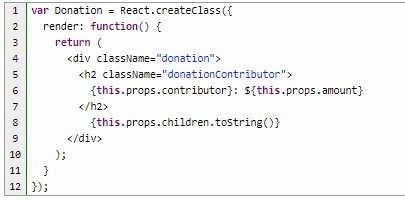 1 var Donation = React.createClass({
2   render: function() {
3     return (
4       <div className="donation">
5         <h2 className="donationContributor">
6           {this.props.contributor}: ${this.props.amount}
7         </h2>
8           {this.props.children.toString()}
9       </div>
10     );
11   }
12 });